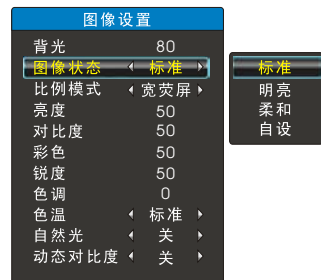 图像设置
背光 80
图像状态 标准
比例模式 宽荧屏
亮度 50
对比度 50
彩色 50
锐度 50
色调 0
色温 标准
自然光 关
动态对比度 关
标准
明亮
柔和
自设